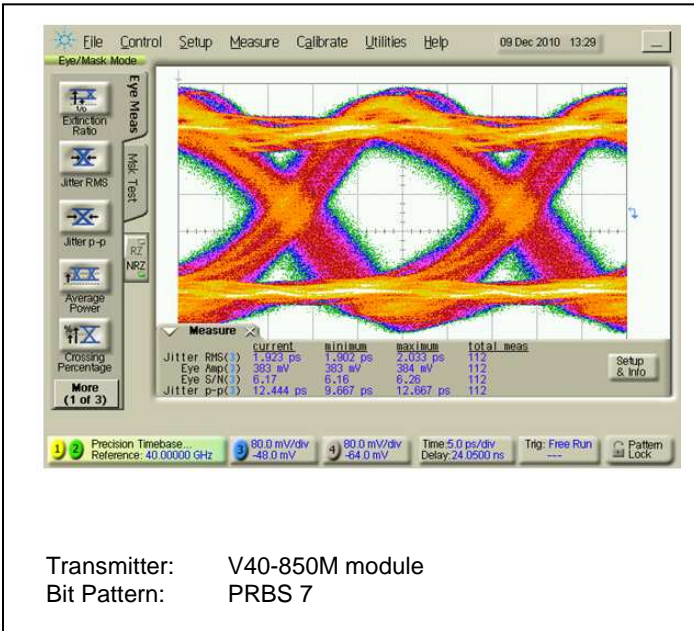 File Control Setup Measure Calibrate Utilities Help 09 Dec 2010 13:29
Eye/Mask Mode
Extinction
Ratio
Jitter RMS
Jitter p-p
Average
Power
Crossing
Percentage
More
(1 of 3)
Eye Meas
Msk Test
RZ
NRZ
Measure
current minimum maximum total meas
Jitter RMS(3) 1.923 ps 1.902 ps 2.033 ps 112
Eye Amp(3) 383 mV 383 mV 384 mV 112
Eye S/N(3) 6.17 6.16 6.26 112
Jitter p-p(3) 12.444 ps 9.667 ps 12.667 ps 112
Setup
& Info
1 2 Precision Timebase...
Reference: 40.00000 GHz
3 80.0 mV/div
-48.0 mV
4 80.0 mV/div
-64.0 mV
Time:5.0 ps/div
Delay:24.0500 ns
Trig: Free Run
---
Pattern
Lock
Transmitter: V40-850M module
Bit Pattern: PRBS 7